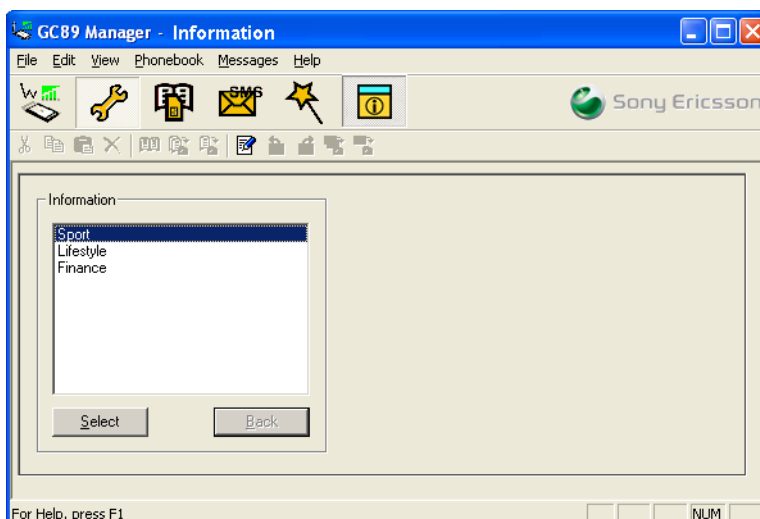 GC89 Manager - Information
File Edit View Phonebook Messages Help
SMS
Sony Ericsson
Information
Sport
Lifestyle
Finance
Select Back
For Help, press F1 NUM